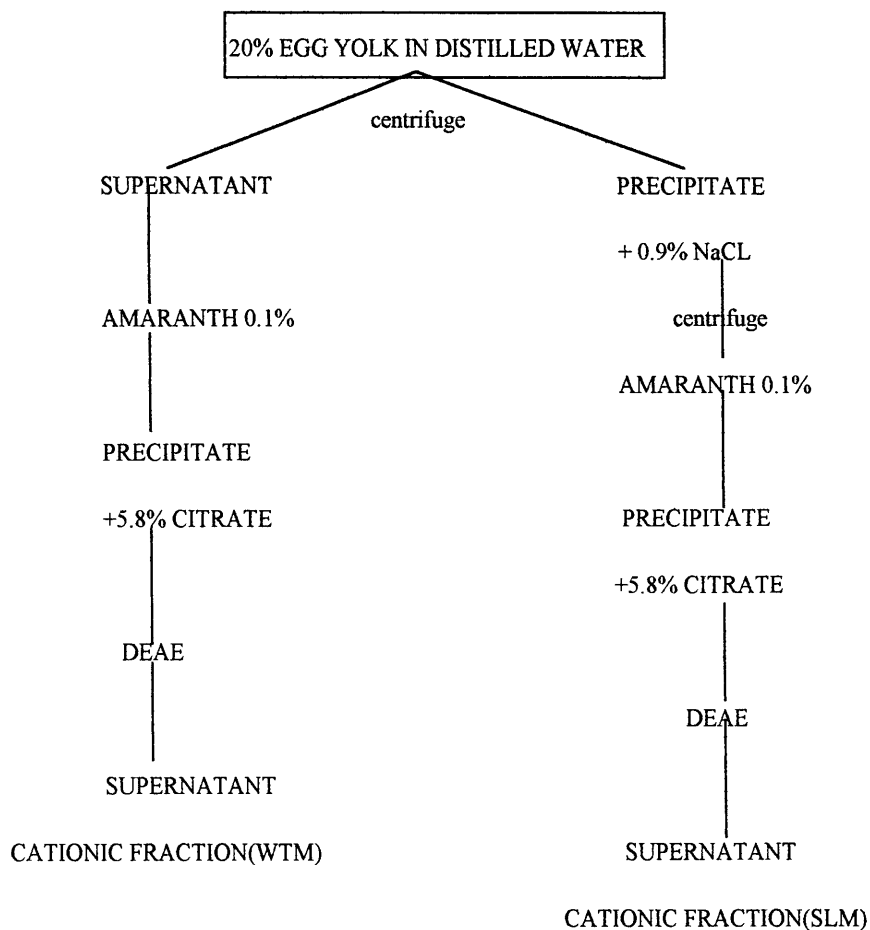 20% EGG YOLK IN DISTILLED WATER
centrifuge
SUPERNATANT
AMARANTH 0.1%
PRECIPITATE
+5.8% CITRATE
DEAE
SUPERNATANT
CATIONIC FRACTION(WTM)
PRECIPITATE
+ 0.9% NaCL
centrifuge
AMARANTH 0.1%
PRECIPITATE
+5.8% CITRATE
DEAE
SUPERNATANT
CATIONIC FRACTION(SLM)